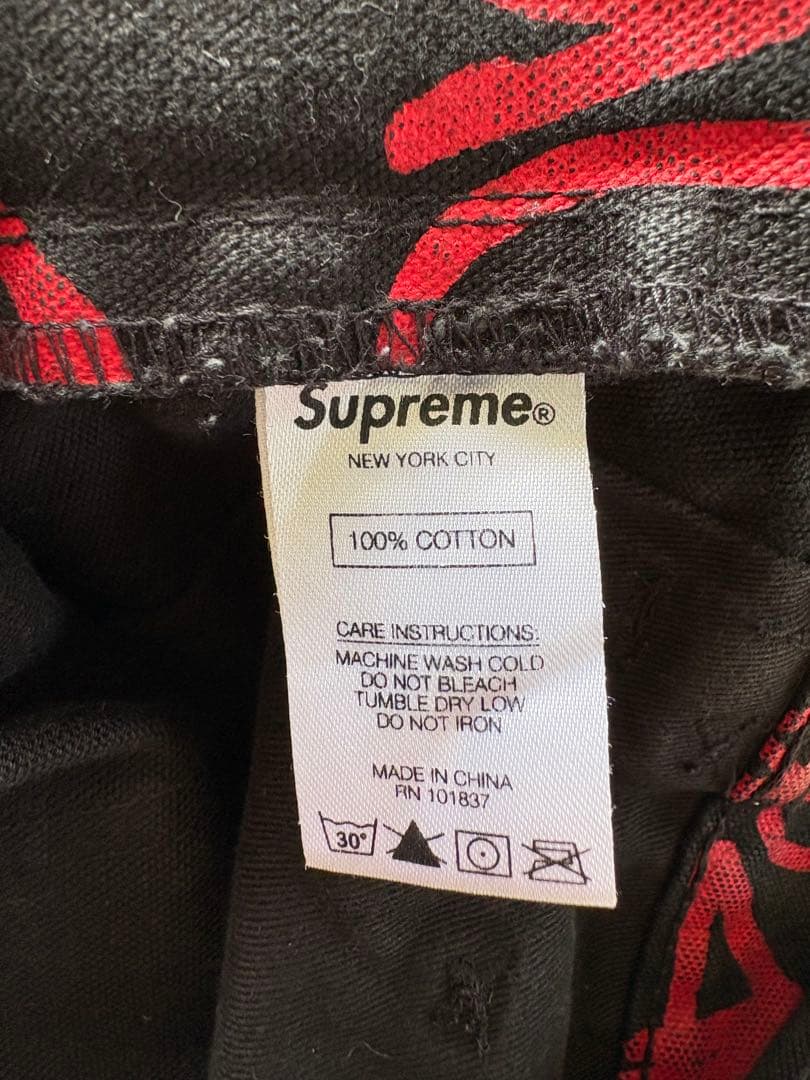 Supreme®
NEW YORK CITY
100% COTTON
CARE INSTRUCTIONS:
MACHINE WASH COLD
DO NOT BLEACH
TUMBLE DRY LOW
DO NOT IRON
MADE IN CHINA
RN 101837
30°